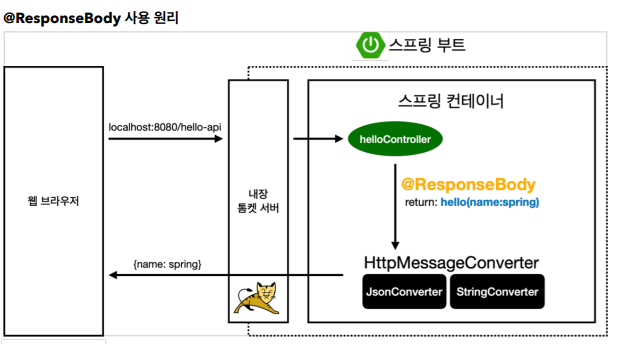 @ResponseBody 사용 원리
스프링 부트
스프링 컨테이너
localhost:8080/hello-api
helloController
@ResponseBody
return: hello(name:spring)
웹 브라우저
내장
톰켓 서버
HttpMessageConverter
{name: spring}
JsonConverter
StringConverter